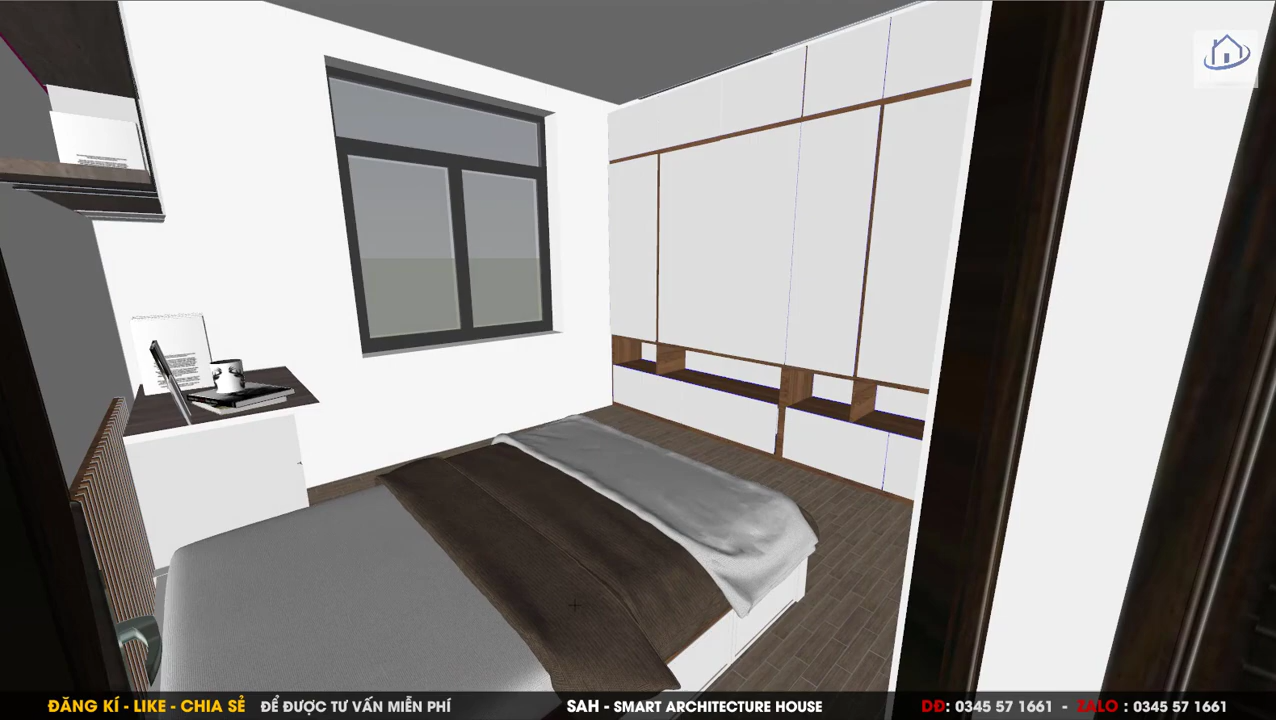 ĐĂNG KÍ - LIKE - CHIA SẺ ĐỂ ĐƯỢC TƯ VẤN MIỄN PHÍ SAH - SMART ARCHITECTURE HOUSE DĐ: 0345 57 1661 - ZALO : 0345 57 1661